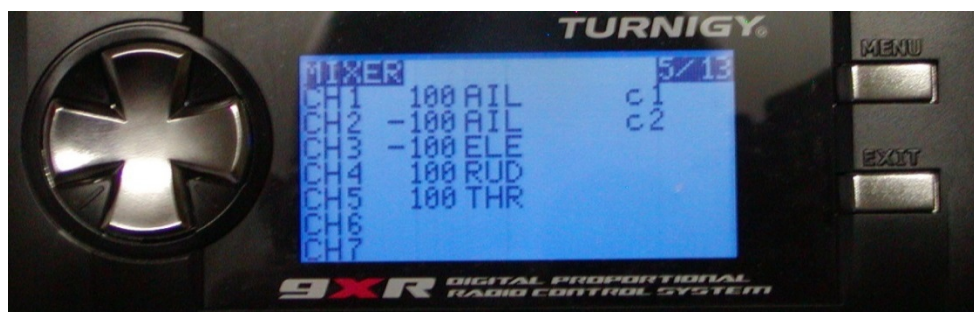 TURNIGY®
MENU
MIXER 5/13
CH1 100 AIL c1
CH2 -100 AIL c2
CH3 -100 ELE
CH4 100 RUD
CH5 100 THR
CH6
CH7
EXIT
9XR DIGITAL PROPORTIONAL
RADIO CONTROL SYSTEM